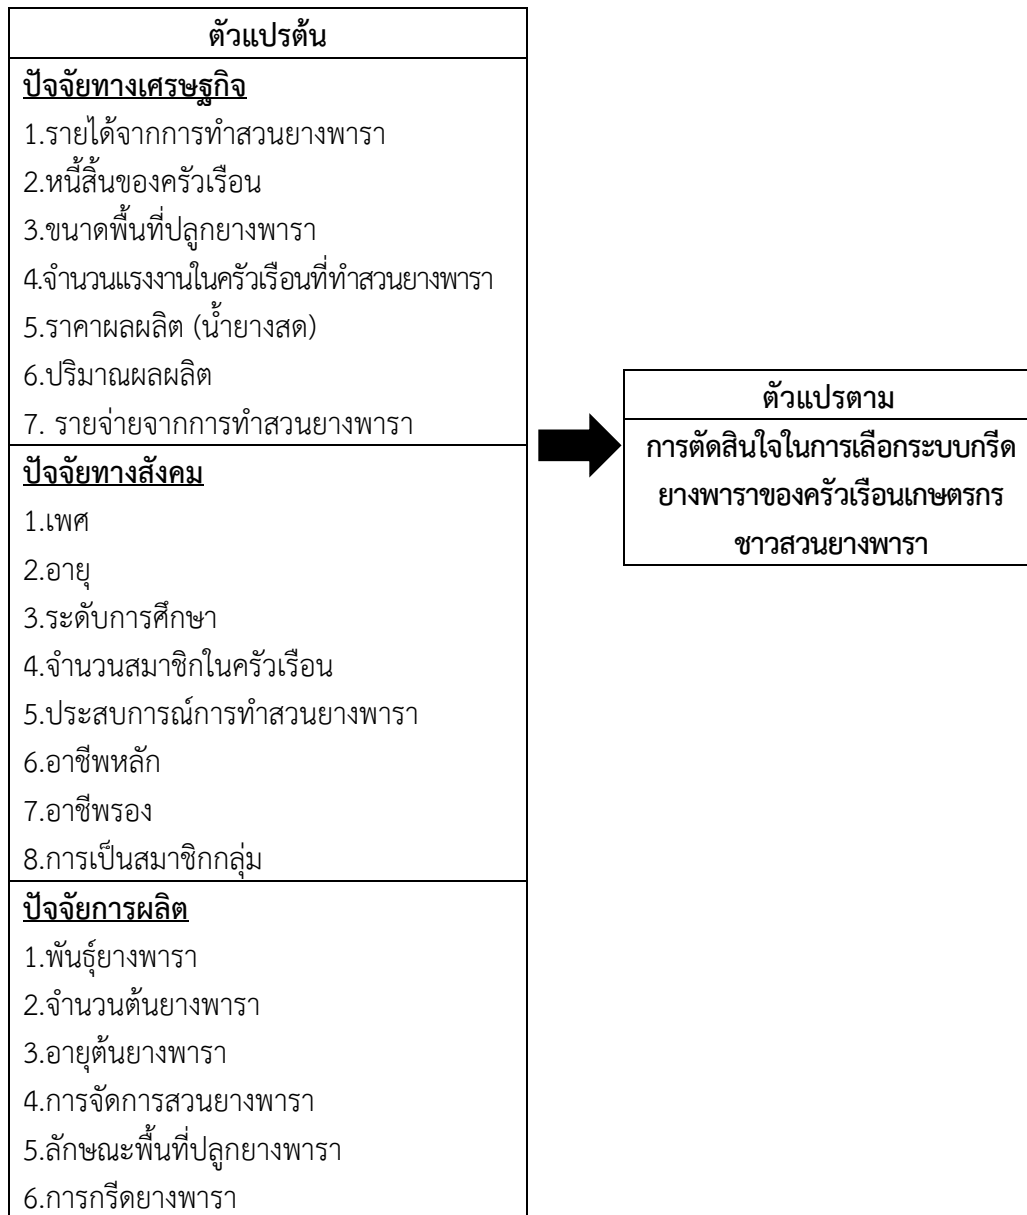 ตัวแปรต้น
ปัจจัยทางเศรษฐกิจ
1.รายได้จากการทำสวนยางพารา
2.หนี้สิ้นของครัวเรือน
3.ขนาดพื้นที่ปลูกยางพารา
4.จำนวนแรงงานในครัวเรือนที่ทำสวนยางพารา
5.ราคาผลผลิต (น้ำยางสด)
6.ปริมาณผลผลิต
7. รายจ่ายจากการทำสวนยางพารา
ปัจจัยทางสังคม
1.เพศ
2.อายุ
3.ระดับการศึกษา
4.จำนวนสมาชิกในครัวเรือน
5.ประสบการณ์การทำสวนยางพารา
6.อาชีพหลัก
7.อาชีพรอง
8.การเป็นสมาชิกกลุ่ม
ปัจจัยการผลิต
1.พันธุ์ยางพารา
2.จำนวนต้นยางพารา
3.อายุต้นยางพารา
4.การจัดการสวนยางพารา
5.ลักษณะพื้นที่ปลูกยางพารา
6.การกรีดยางพารา
ตัวแปรตาม
การตัดสินใจในการเลือกระบบกรีด
ยางพาราของครัวเรือนเกษตรกร
ชาวสวนยางพารา